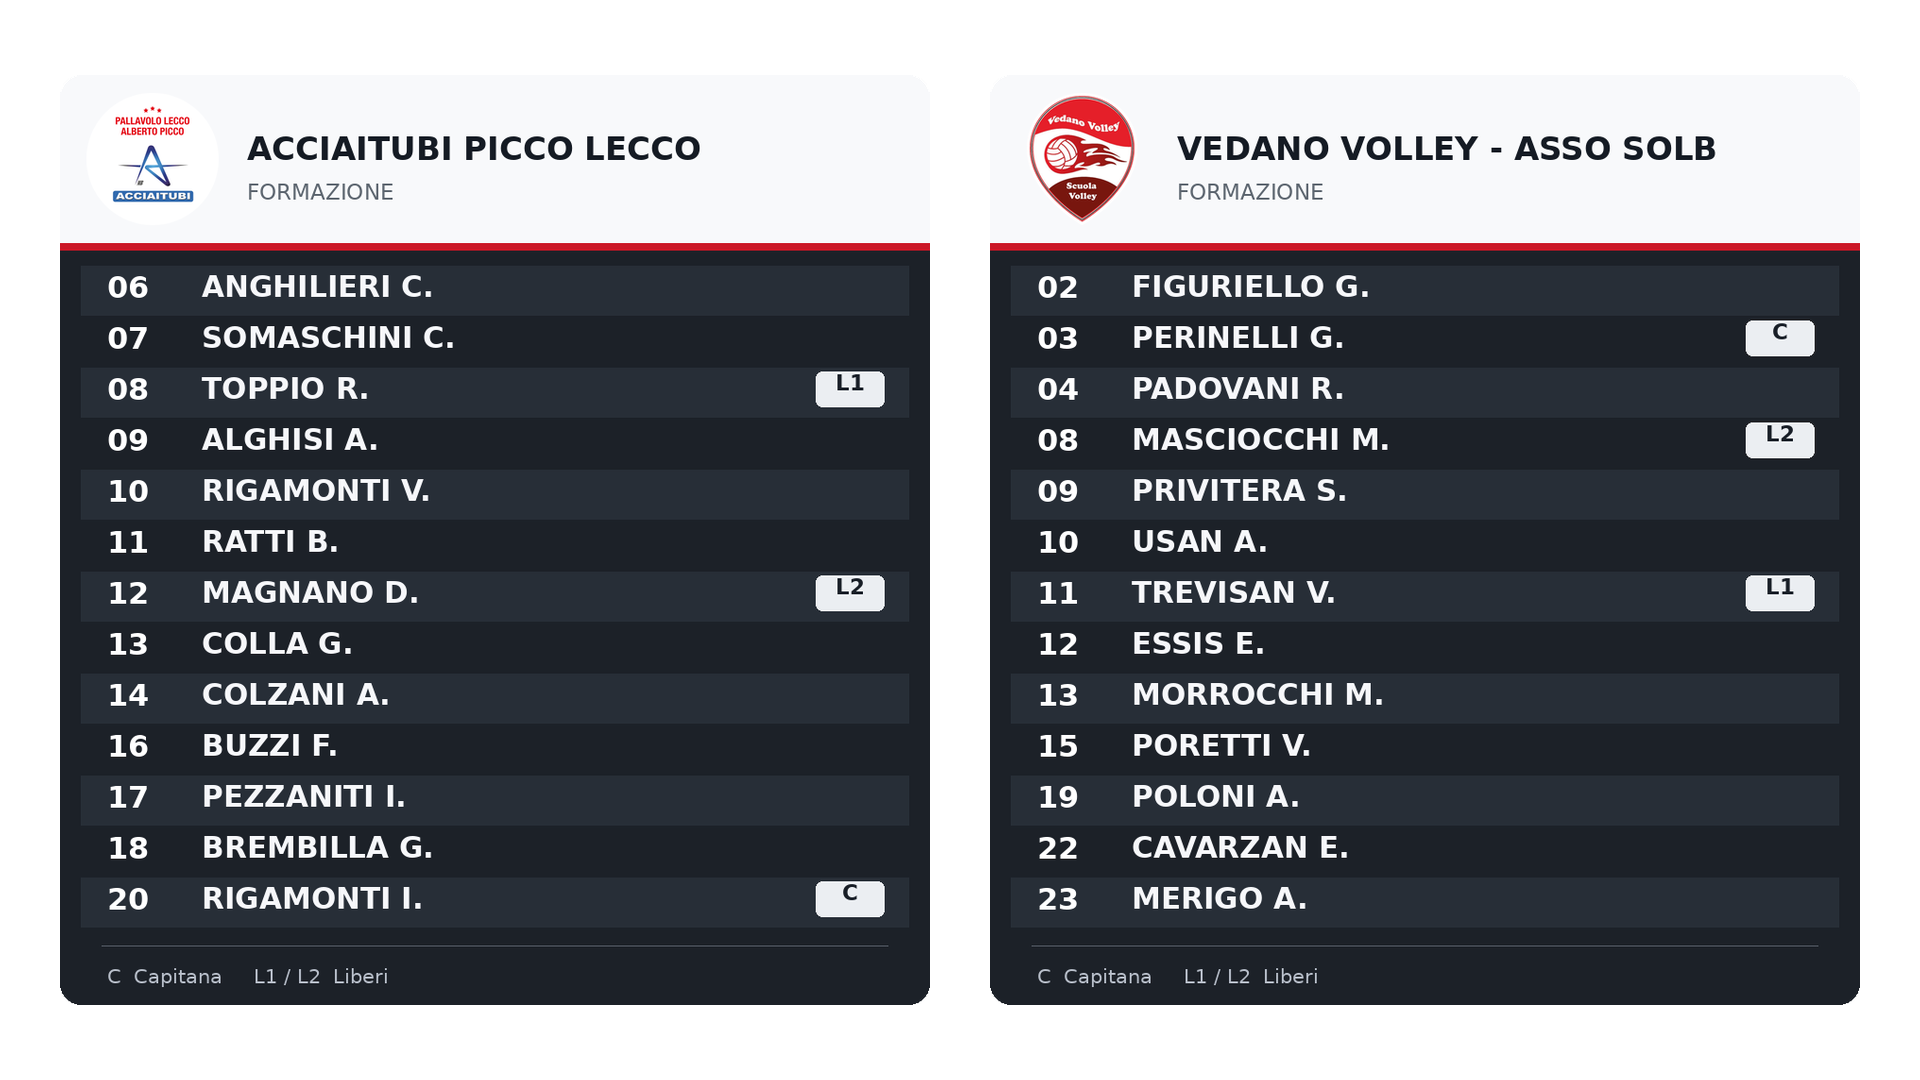 PALLAVOLO LECCO
ALBERTO PICCO
ACCIAITUBI
ACCIAITUBI PICCO LECCO
FORMAZIONE
06 ANGHILIERI C.
07 SOMASCHINI C.
08 TOPPIO R. L1
09 ALGHISI A.
10 RIGAMONTI V.
11 RATTI B.
12 MAGNANO D. L2
13 COLLA G.
14 COLZANI A.
16 BUZZI F.
17 PEZZANITI I.
18 BREMBILLA G.
20 RIGAMONTI I. C
C Capitana L1 / L2 Liberi
Vedano Volley
Scuola
Volley
VEDANO VOLLEY - ASSO SOLB
FORMAZIONE
02 FIGURIELLO G.
03 PERINELLI G. C
04 PADOVANI R.
08 MASCIOCCHI M. L2
09 PRIVITERA S.
10 USAN A.
11 TREVISAN V. L1
12 ESSIS E.
13 MORROCCHI M.
15 PORETTI V.
19 POLONI A.
22 CAVARZAN E.
23 MERIGO A.
C Capitana L1 / L2 Liberi